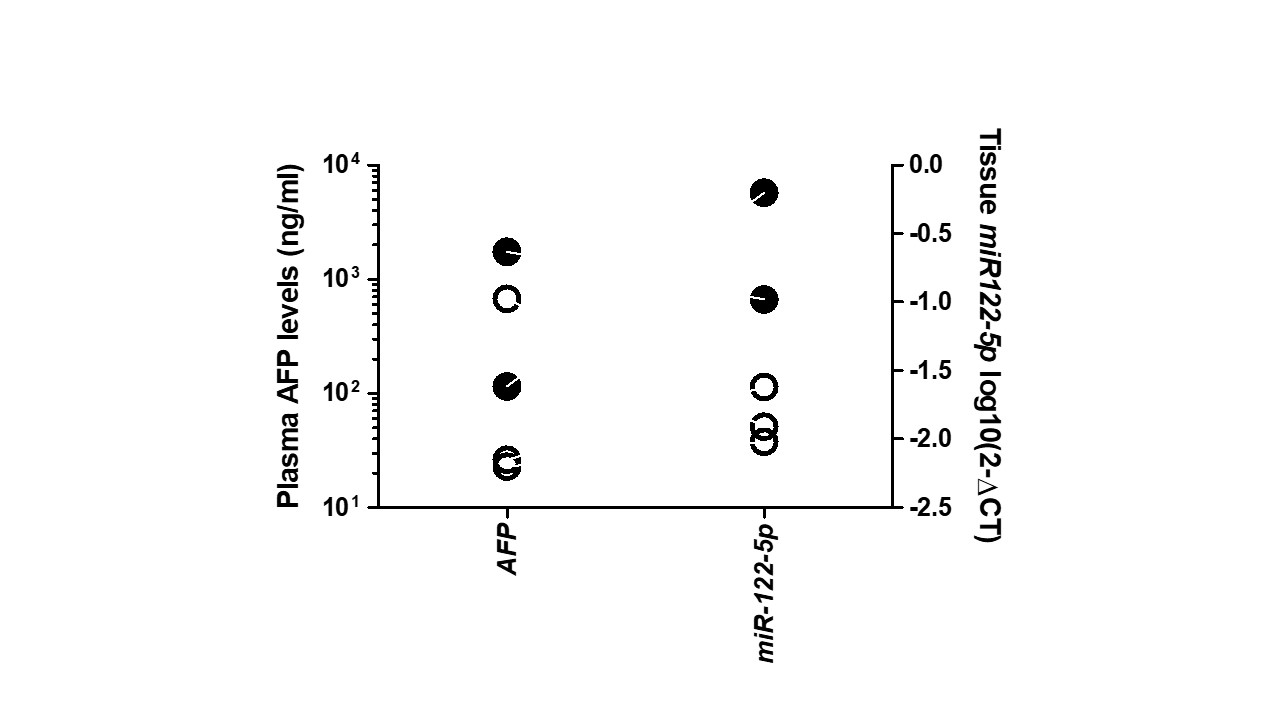 Plasma AFP levels (ng/ml)
10⁴
10³
10²
10¹
AFP
miR-122-5p
0.0
-0.5
-1.0
-1.5
-2.0
-2.5
Tissue miR122-5p log10(2-ΔCT)